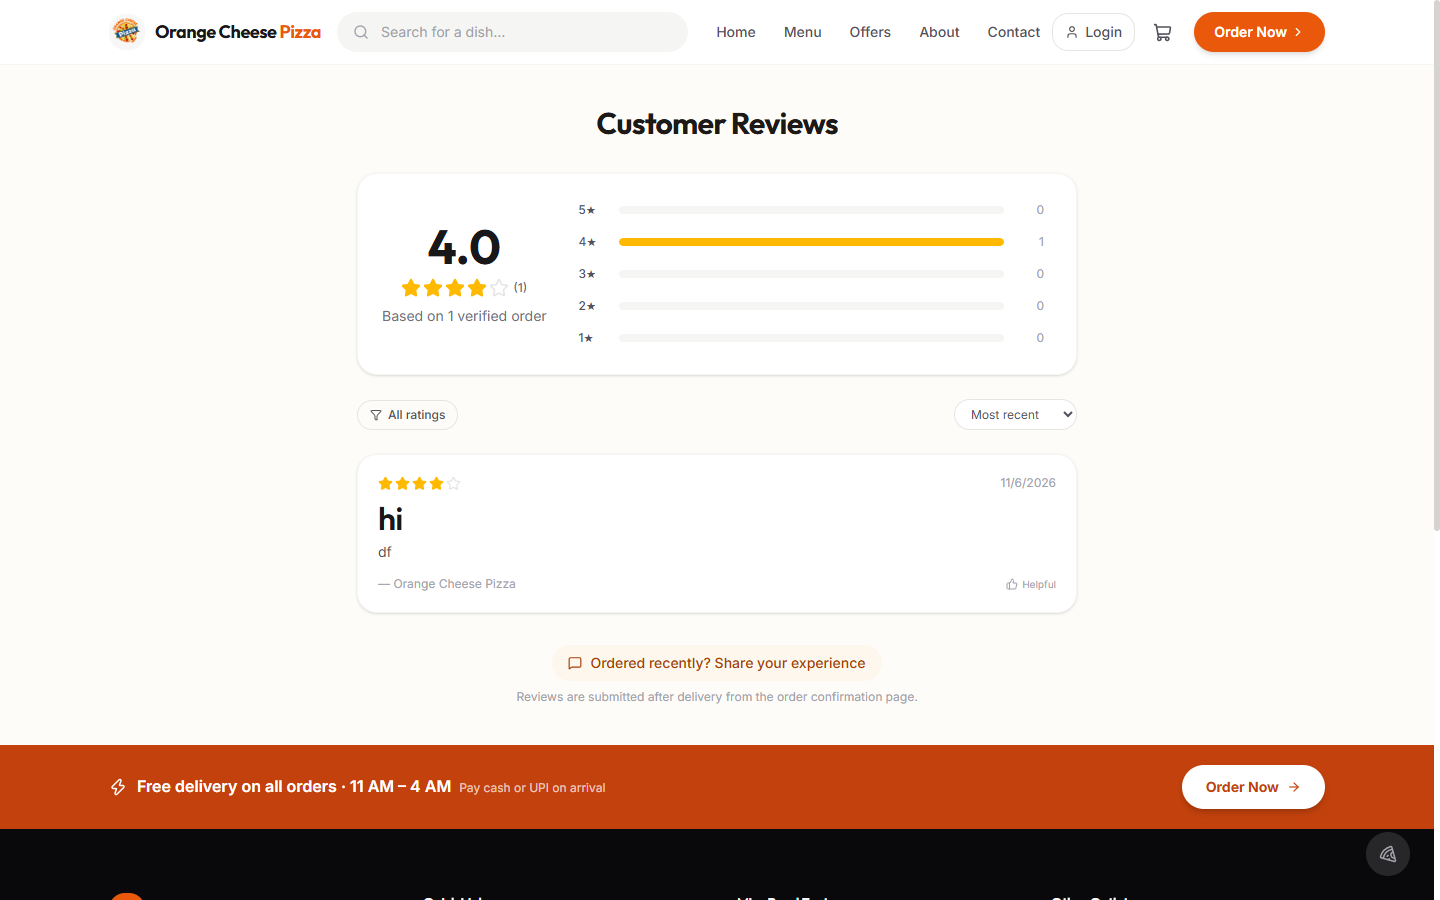 Orange Cheese Pizza
Search for a dish...
Home
Menu
Offers
About
Contact
Login
Order Now
Customer Reviews
4.0
(1)
Based on 1 verified order
5★ 0
4★ 1
3★ 0
2★ 0
1★ 0
All ratings
Most recent
11/6/2026
hi
df
— Orange Cheese Pizza
Helpful
Ordered recently? Share your experience
Reviews are submitted after delivery from the order confirmation page.
Free delivery on all orders · 11 AM – 4 AM Pay cash or UPI on arrival
Order Now